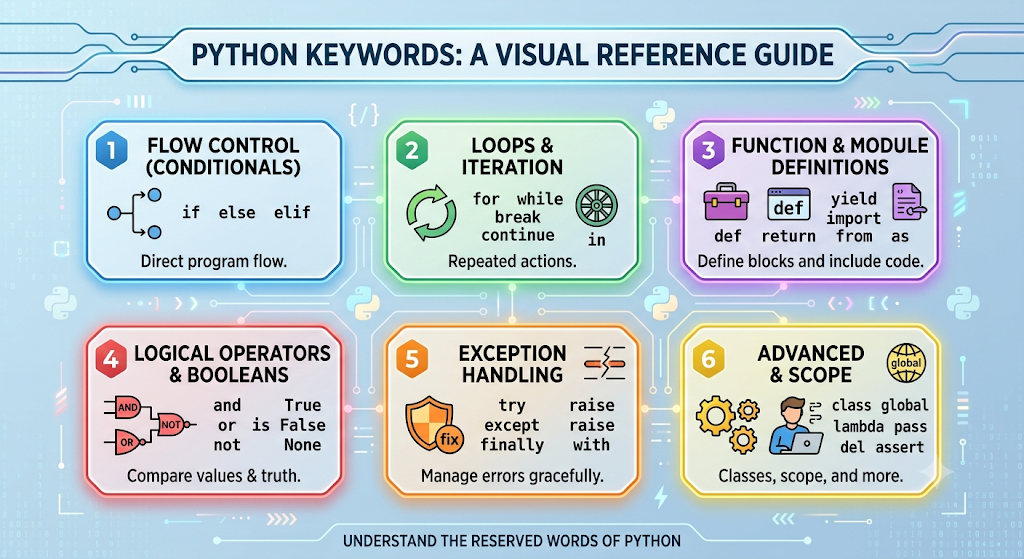 PYTHON KEYWORDS: A VISUAL REFERENCE GUIDE
{/}
1
FLOW CONTROL
(CONDITIONALS)
if else elif
Direct program flow.
2
LOOPS &
ITERATION
for while
break
continue
in
Repeated actions.
3
FUNCTION & MODULE
DEFINITIONS
def
yield
import
def return from as
Define blocks and include code.
4
LOGICAL OPERATORS
& BOOLEANS
AND
OR
NOT
and True
or is False
not None
Compare values & truth.
5
EXCEPTION
HANDLING
fix
try raise
except raise
finally with
Manage errors gracefully.
6
ADVANCED
& SCOPE
global
class global
lambda pass
del assert
Classes, scope, and more.
UNDERSTAND THE RESERVED WORDS OF PYTHON